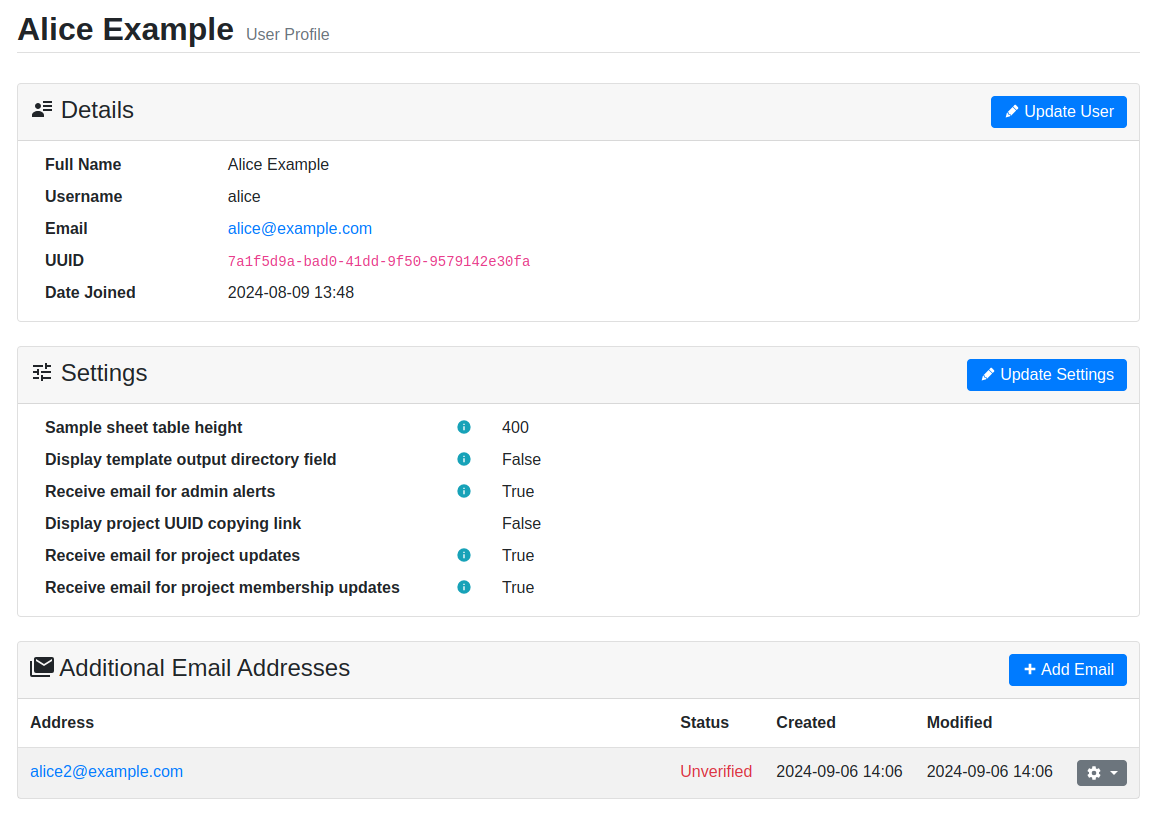 Alice Example User Profile
Details
Update User
Full Name Alice Example
Username alice
Email alice@example.com
UUID 7a1f5d9a-bad0-41dd-9f50-9579142e30fa
Date Joined 2024-08-09 13:48
Settings
Update Settings
Sample sheet table height 400
Display template output directory field False
Receive email for admin alerts True
Display project UUID copying link False
Receive email for project updates True
Receive email for project membership updates True
Additional Email Addresses
Add Email
Address Status Created Modified
alice2@example.com Unverified 2024-09-06 14:06 2024-09-06 14:06